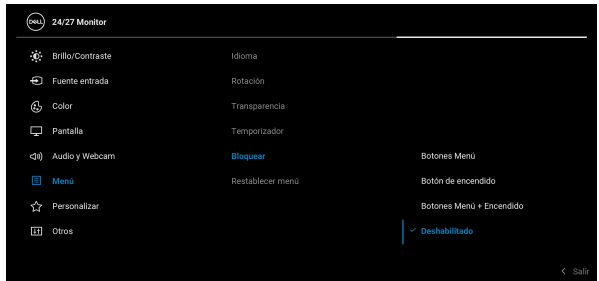 DELL 24/27 Monitor
Brillo/Contraste Idioma
Fuente entrada Rotación
Color Transparencia
Pantalla Temporizador
Audio y Webcam Bloquear Botones Menú
Menú Restablecer menú Botón de encendido
Personalizar Botones Menú + Encendido
Otros Deshabilitado
Salir